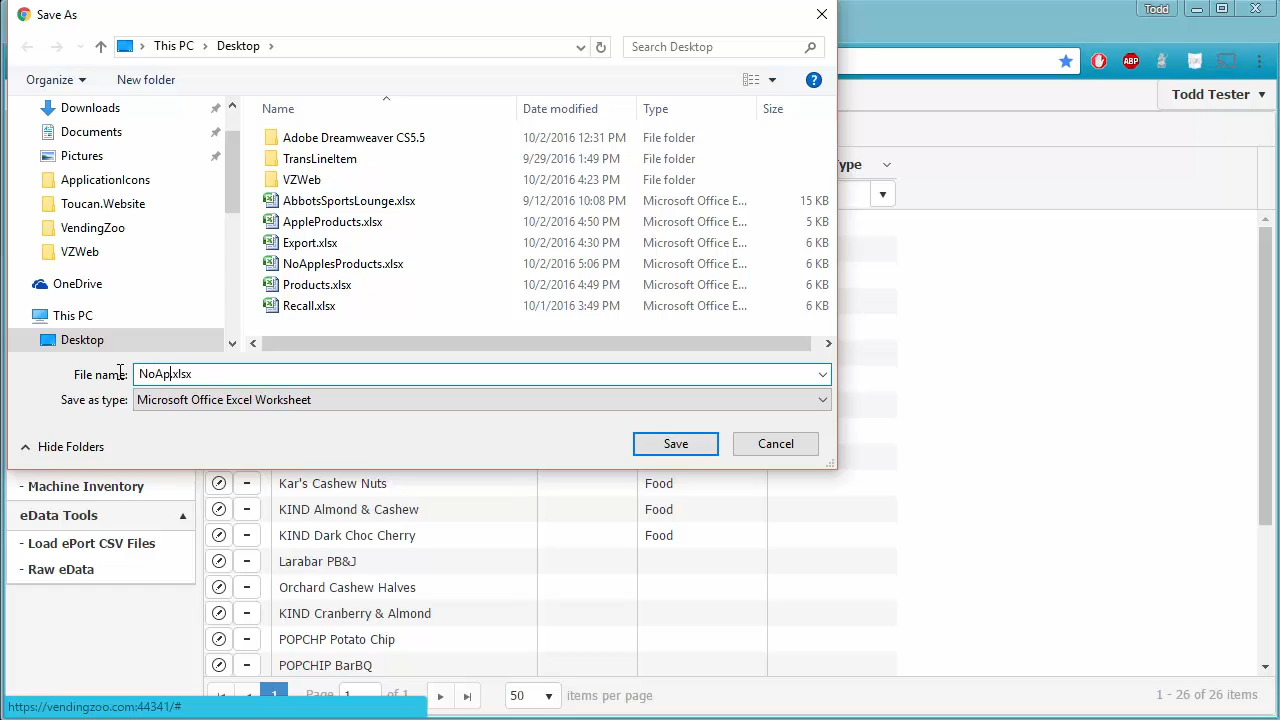 Save As
Todd
This PC > Desktop >
Search Desktop
ABP
Organize
New folder
?
Todd Tester
Downloads
Documents
Pictures
ApplicationIcons
Toucan.Website
VendingZoo
VZWeb
OneDrive
This PC
Desktop
Name Date modified Type Size
Adobe Dreamweaver CS5.5 10/2/2016 12:31 PM File folder
TransLineItem 9/29/2016 1:49 PM File folder
VZWeb 10/2/2016 4:23 PM File folder
AbbotsSportsLounge.xlsx 9/12/2016 10:08 PM Microsoft Office E... 15 KB
AppleProducts.xlsx 10/2/2016 4:50 PM Microsoft Office E... 5 KB
Export.xlsx 10/2/2016 4:30 PM Microsoft Office E... 6 KB
NoApplesProducts.xlsx 10/2/2016 5:06 PM Microsoft Office E... 6 KB
Products.xlsx 10/2/2016 4:49 PM Microsoft Office E... 6 KB
Recall.xlsx 10/1/2016 3:49 PM Microsoft Office E... 6 KB
ype
File name: NoAp.xlsx
Save as type: Microsoft Office Excel Worksheet
Hide Folders
Save
Cancel
- Machine Inventory
eData Tools
- Load ePort CSV Files
- Raw eData
Kar's Cashew Nuts Food
KIND Almond & Cashew Food
KIND Dark Choc Cherry Food
Larabar PB&J
Orchard Cashew Halves
KIND Cranberry & Almond
POPCHP Potato Chip
POPCHIP BarBQ
1 Page 1 of 1 50 items per page 1 - 26 of 26 items
https://vendingzoo.com:44341/#